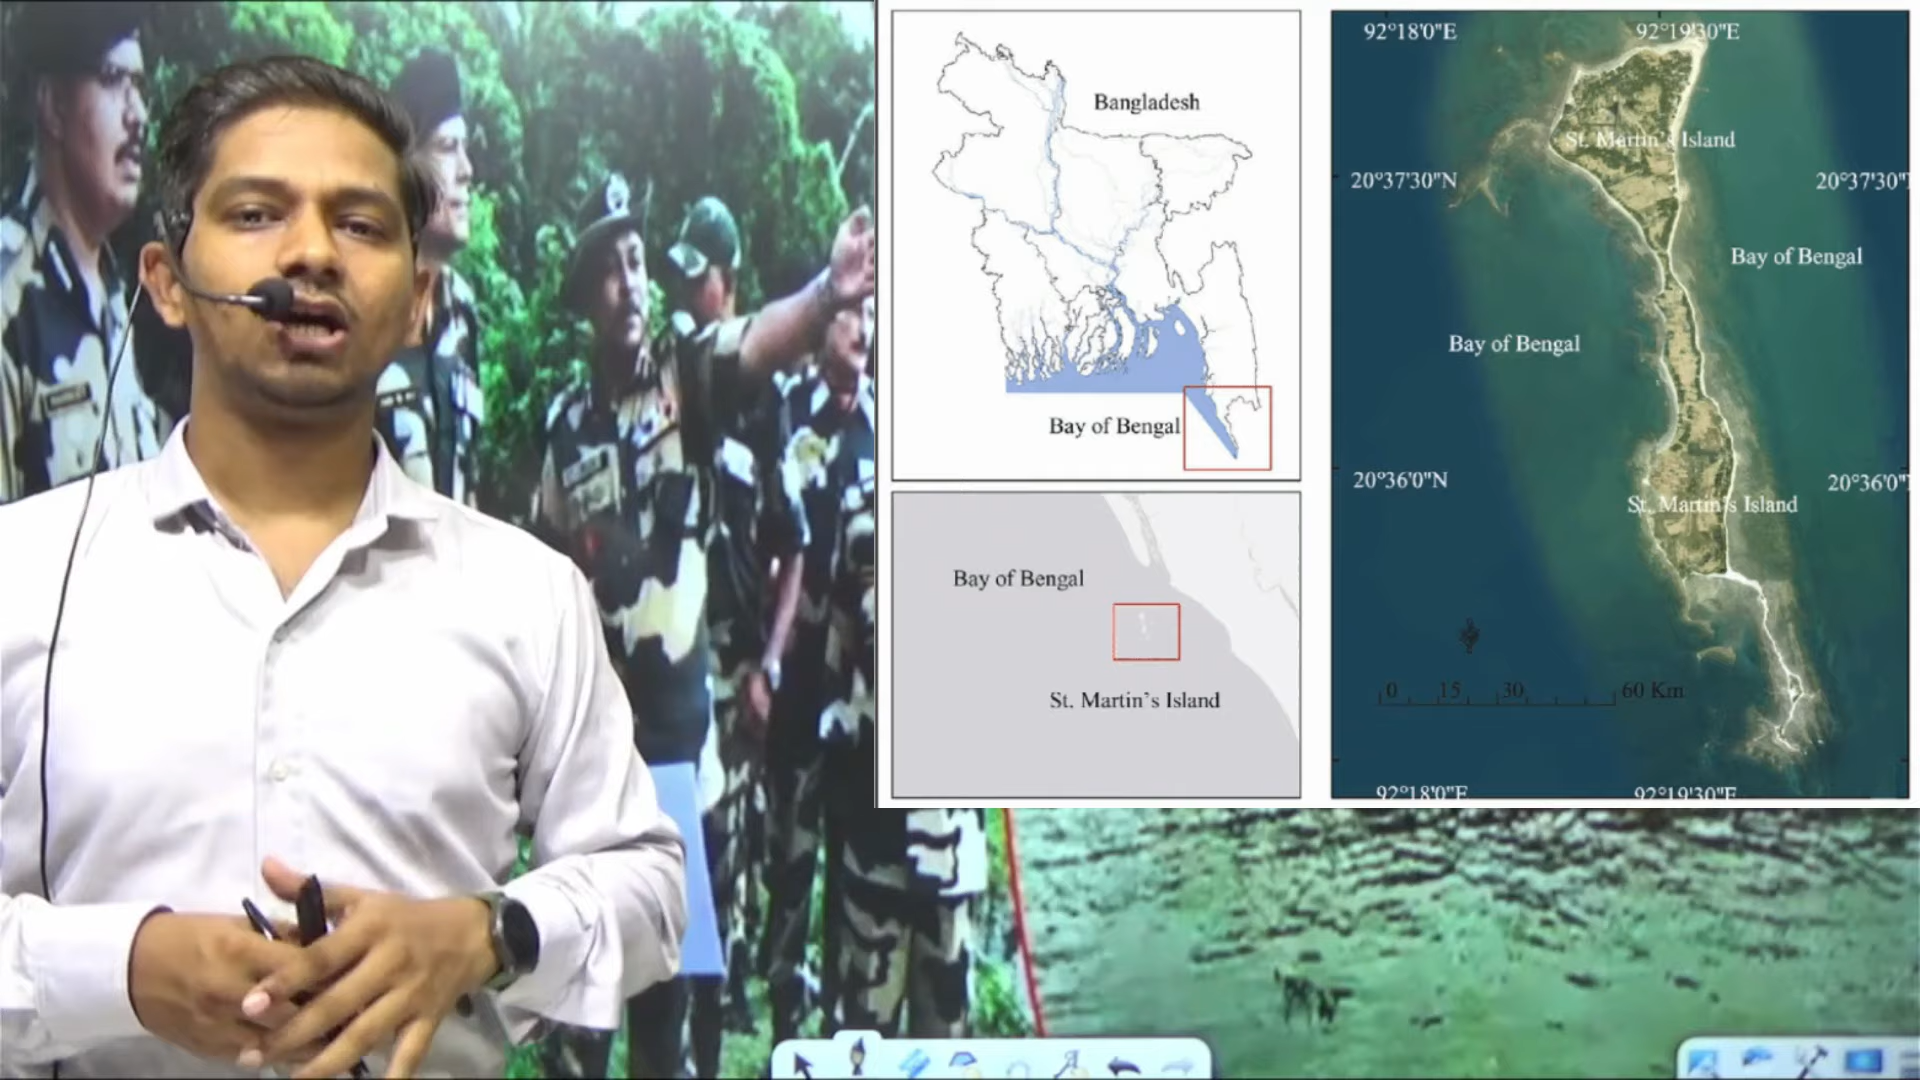 Bangladesh
Bay of Bengal
Bay of Bengal
St. Martin's Island
92°18'0"E
92°19'30"E
St. Martin's Island
20°37'30"N
20°37'30"
Bay of Bengal
Bay of Bengal
20°36'0"N
20°36'0"
St. Martin's Island
0 15 30 60 Km
92°18'0"E
92°19'30"E